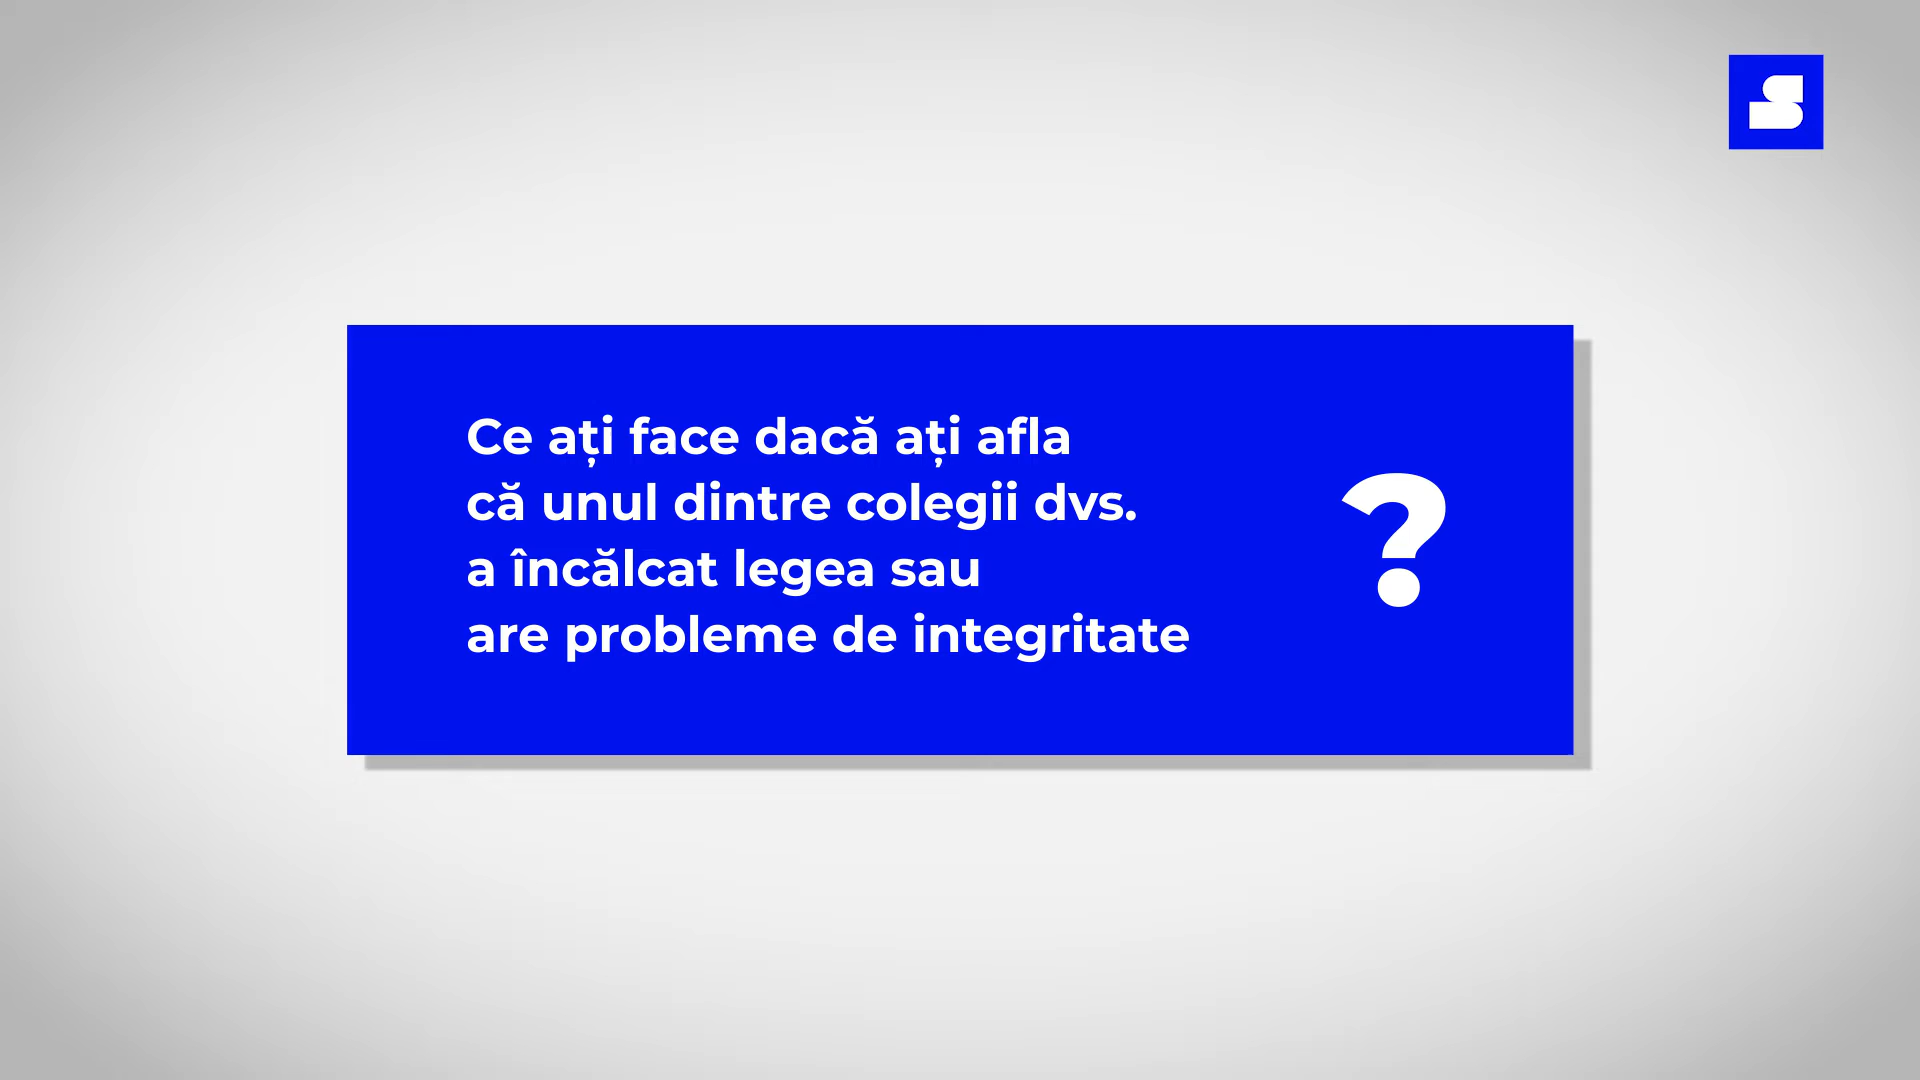 Ce ați face dacă ați afla
că unul dintre colegii dvs.
a încălcat legea sau
are probleme de integritate
?